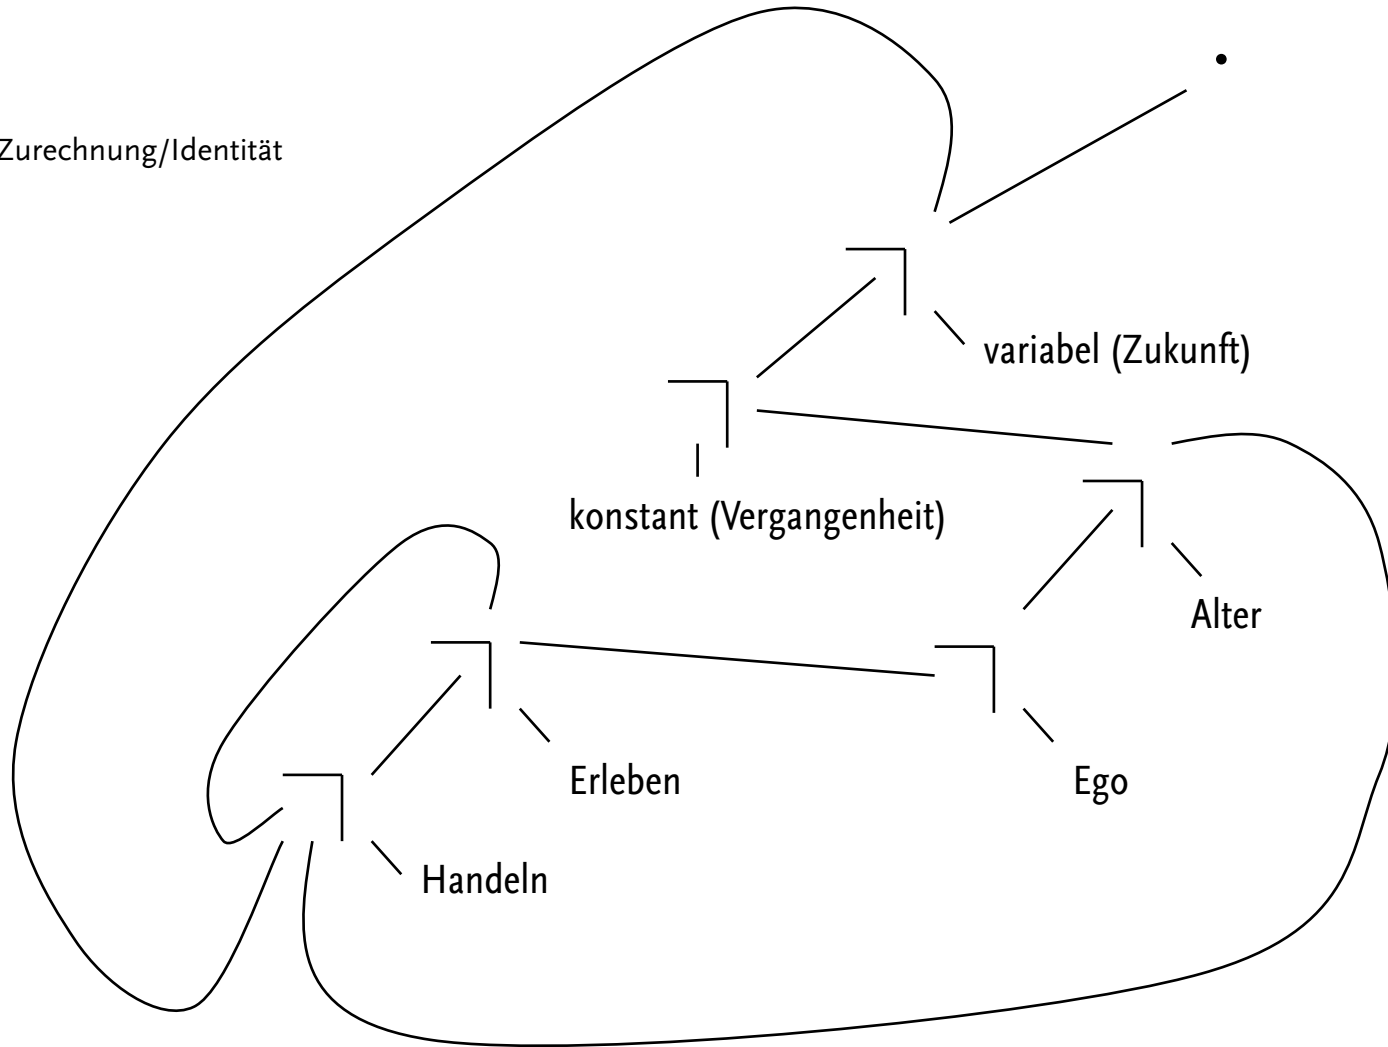 Zurechnung/Identität
variabel (Zukunft)
konstant (Vergangenheit)
Alter
Erleben
Ego
Handeln